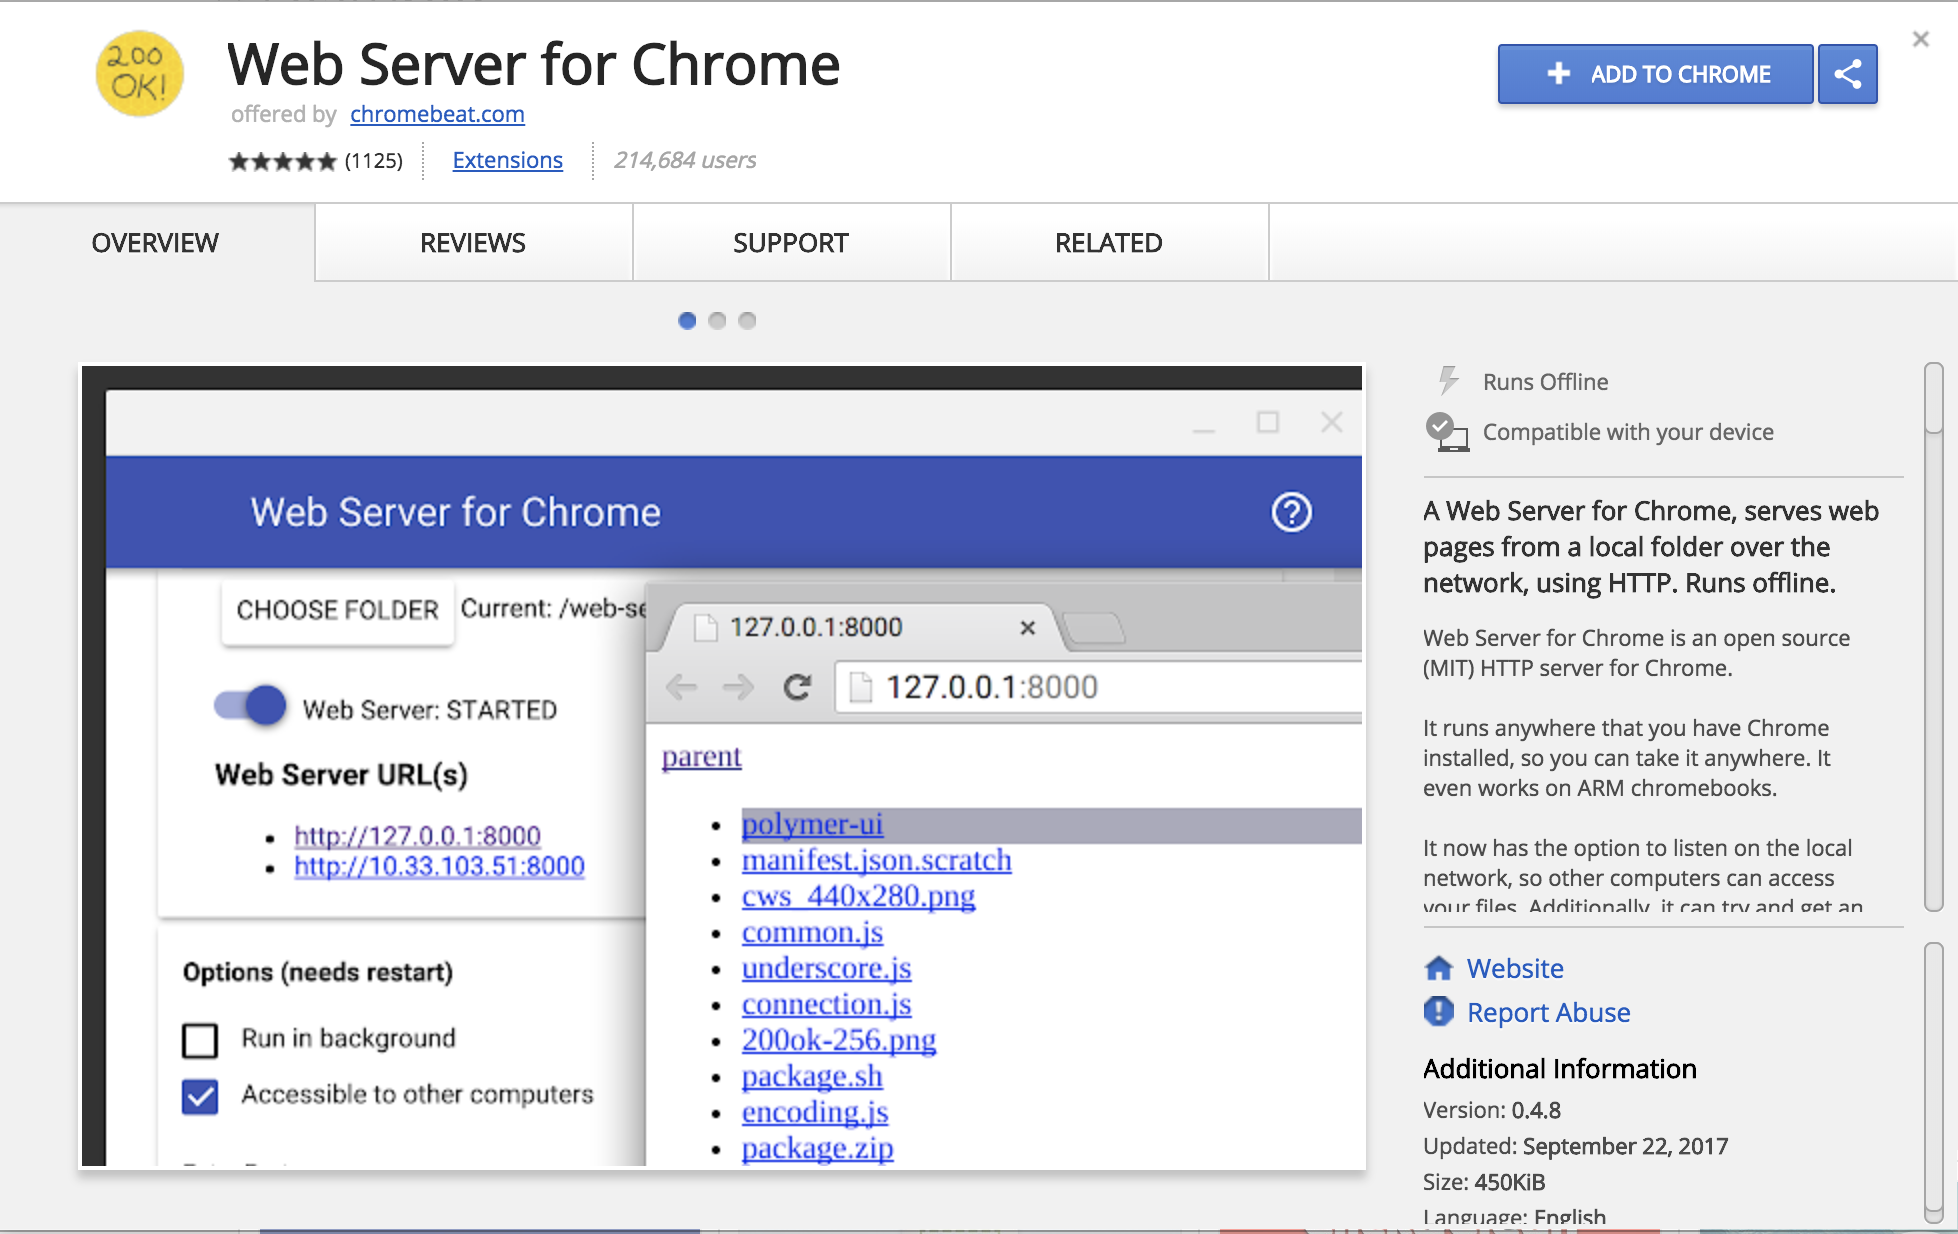 200
OK!
Web Server for Chrome
offered by chromebeat.com
(1125)
Extensions
214,684 users
ADD TO CHROME
OVERVIEW
REVIEWS
SUPPORT
RELATED
Web Server for Chrome
CHOOSE FOLDER Current: /web-se
Web Server: STARTED
Web Server URL(s)
http://127.0.0.1:8000
http://10.33.103.51:8000
Options (needs restart)
Run in background
Accessible to other computers
127.0.0.1:8000
127.0.0.1:8000
parent
polymer-ui
manifest.json.scratch
cws_440x280.png
common.js
underscore.js
connection.js
200ok-256.png
package.sh
encoding.js
package.zip
Runs Offline
Compatible with your device
A Web Server for Chrome, serves web
pages from a local folder over the
network, using HTTP. Runs offline.
Web Server for Chrome is an open source
(MIT) HTTP server for Chrome.
It runs anywhere that you have Chrome
installed, so you can take it anywhere. It
even works on ARM chromebooks.
It now has the option to listen on the local
network, so other computers can access
your files. Additionally, it can try and get an
Website
Report Abuse
Additional Information
Version: 0.4.8
Updated: September 22, 2017
Size: 450KiB
Language: English